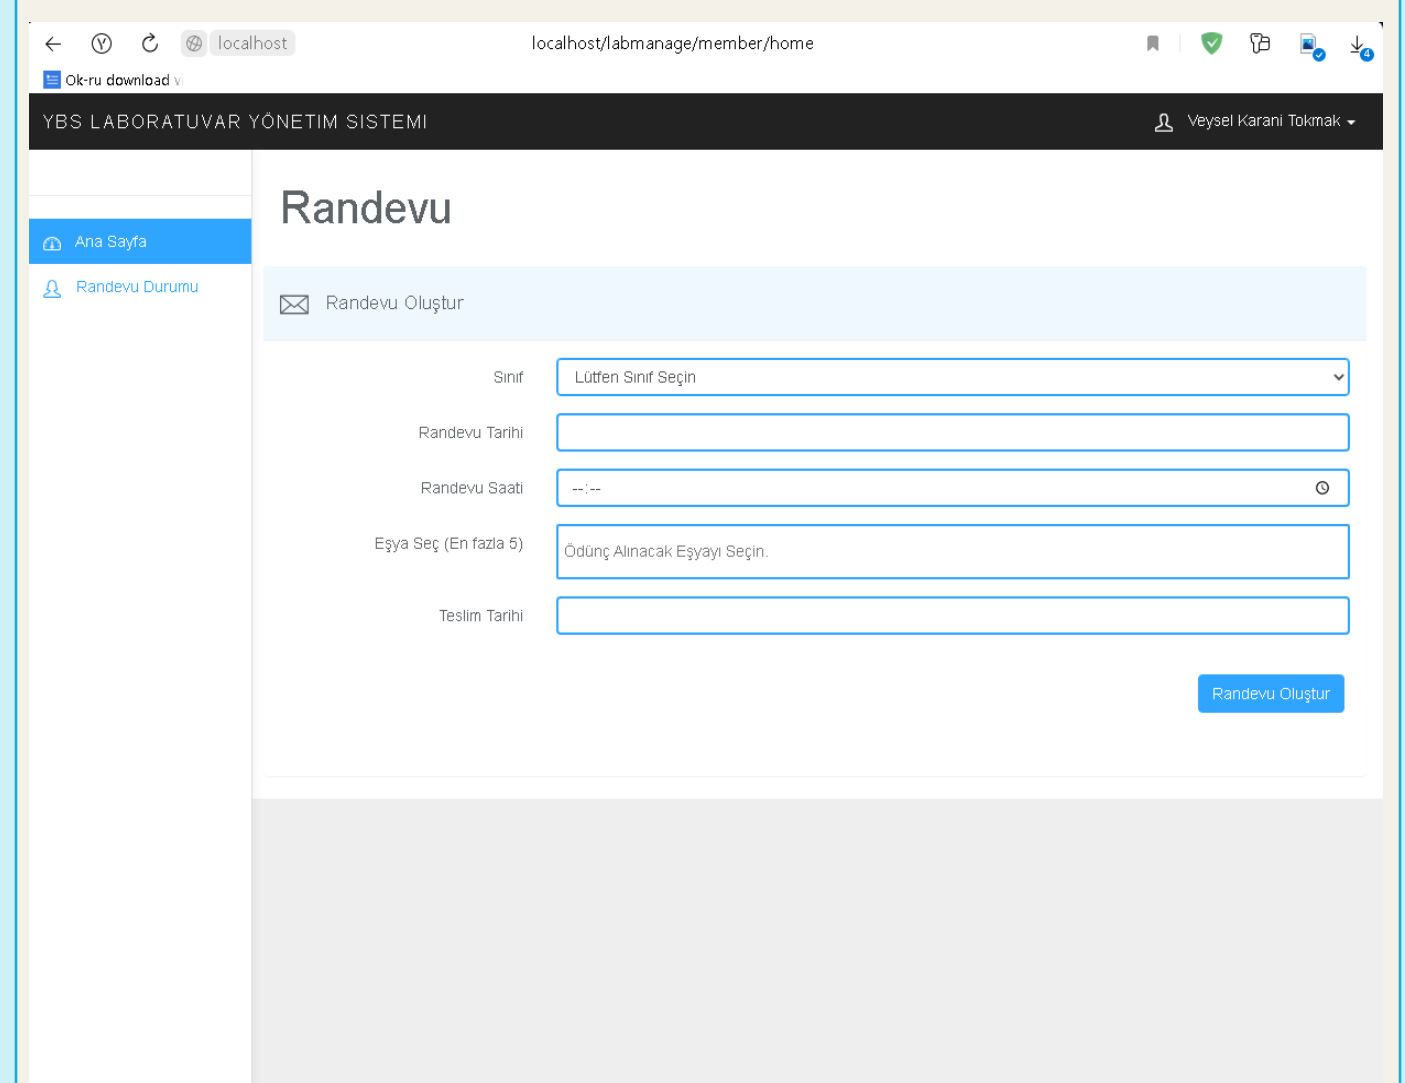 localhost
localhost/labmanage/member/home
4
Ok-ru download
YBS LABORATUVAR YÖNETIM SISTEMI
Veysel Karani Tokmak
Ana Sayfa
Randevu Durumu
Randevu
Randevu Oluştur
Sınıf
Lütfen Sınıf Seçin
Randevu Tarihi
Randevu Saati
--:--
Eşya Seç (En fazla 5)
Ödünç Alınacak Eşyayı Seçin.
Teslim Tarihi
Randevu Oluştur